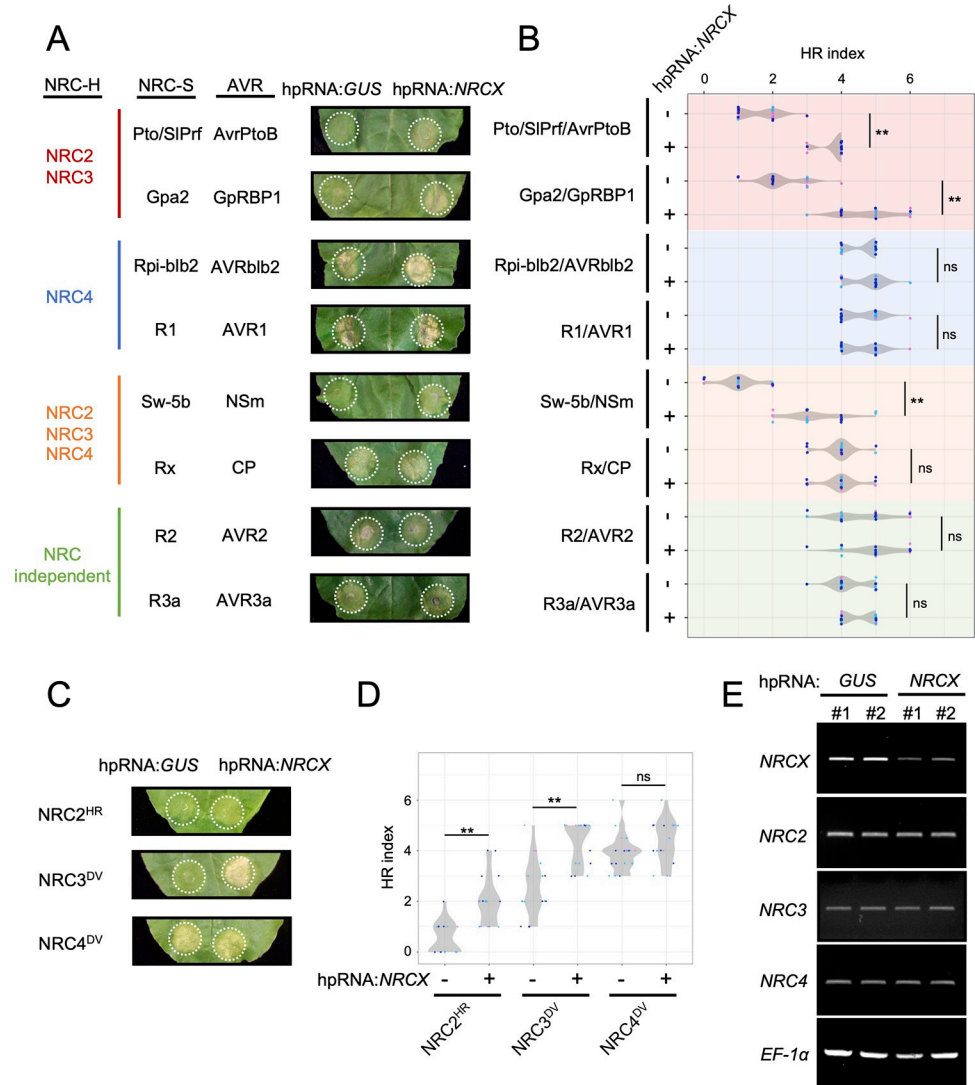 A
NRC-H NRC-S AVR hpRNA:GUS hpRNA:NRCX
NRC2
NRC3
Pto/SlPrf AvrPtoB
Gpa2 GpRBP1
NRC4
Rpi-blb2 AVRblb2
R1 AVR1
NRC2
NRC3
NRC4
Sw-5b NSm
Rx CP
NRC
independent
R2 AVR2
R3a AVR3a
B
hpRNA:NRCX
HR index
0 2 4 6
Pto/SlPrf/AvrPtoB - + **
Gpa2/GpRBP1 - + **
Rpi-blb2/AVRblb2 - + ns
R1/AVR1 - + ns
Sw-5b/NSm - + **
Rx/CP - + ns
R2/AVR2 - + ns
R3a/AVR3a - + ns
C
hpRNA:GUS hpRNA:NRCX
NRC2HR
NRC3DV
NRC4DV
D
HR index
6
4
2
0
** ** ns
hpRNA:NRCX - + - + - +
NRC2HR NRC3DV NRC4DV
E
hpRNA: GUS NRCX
#1 #2 #1 #2
NRCX
NRC2
NRC3
NRC4
EF-1α